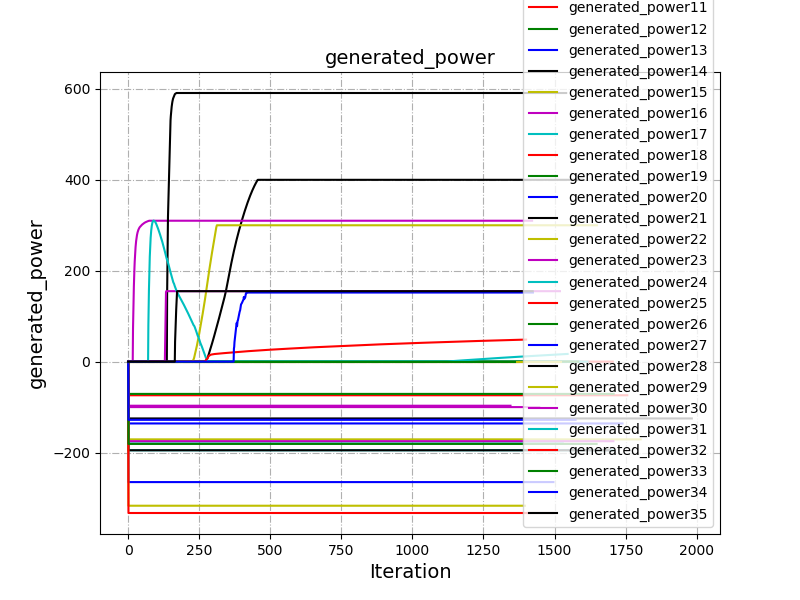 generated_power11
generated_power12
generated_power13
generated_power
generated_power14
generated_power15
generated_power16
generated_power17
generated_power18
generated_power19
generated_power20
generated_power21
generated_power22
generated_power23
generated_power24
generated_power25
generated_power26
generated_power27
generated_power28
generated_power29
generated_power30
generated_power31
generated_power32
generated_power33
generated_power34
generated_power35
600
400
200
0
−200
generated_power
0
250
500
750
1000
1250
1500
1750
2000
Iteration